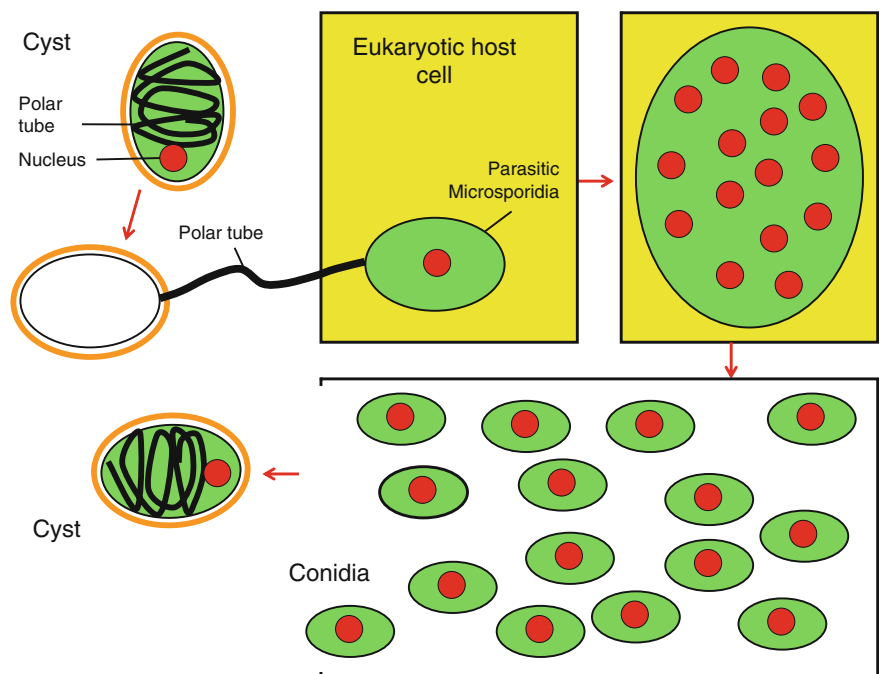 Cyst
Polar
tube
Nucleus
Eukaryotic host
cell
Parasitic
Microsporidia
Polar tube
Cyst
Conidia